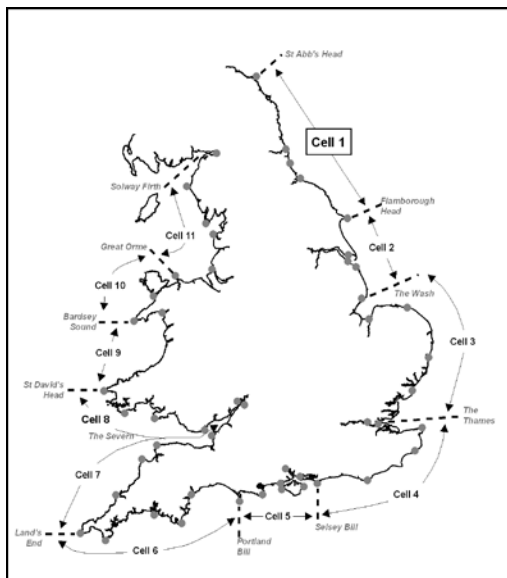 St Abb's Head
Cell 1
Solway Firth
Flamborough
Head
Cell 11
Cell 2
Great Orme
Cell 10
The Wash
Bardsey
Sound
Cell 3
Cell 9
St David's
Head
Cell 8
The
Thames
The Severn
Cell 7
Cell 4
Land's
End
Cell 5
Selsey Bill
Cell 6
Portland
Bill